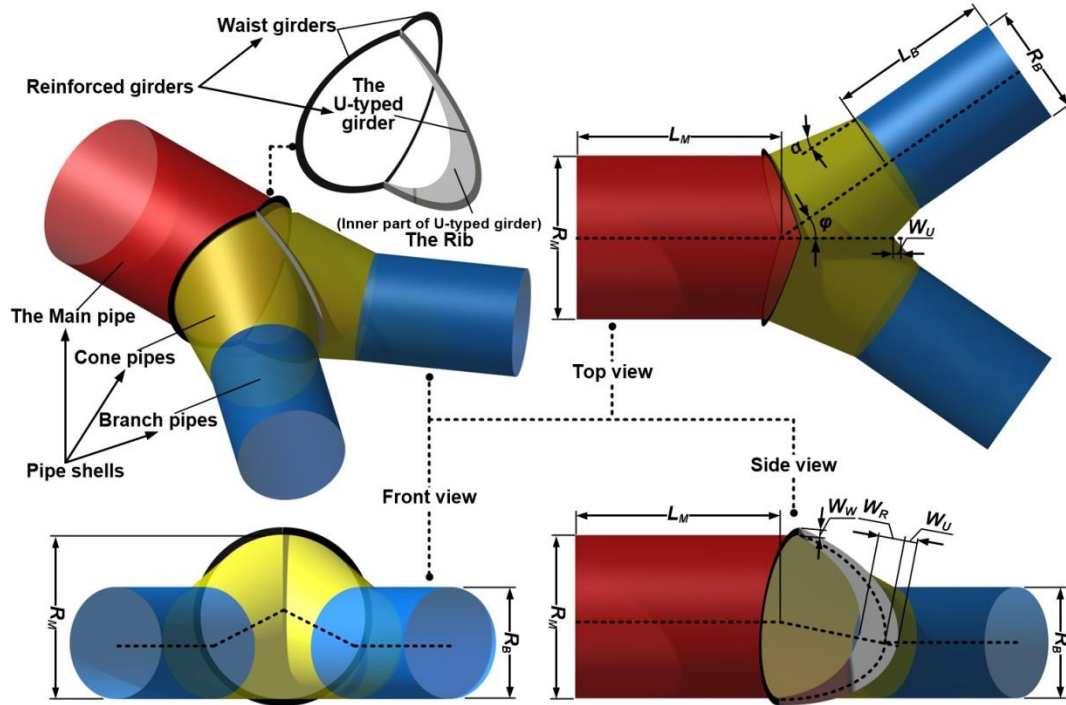 Waist girders
Reinforced girders
The
U-typed
girder
(Inner part of U-typed girder)
The Rib
The Main pipe
Cone pipes
Branch pipes
Pipe shells
L_M
R_M
L_B
R_B
α
φ
W_U
Top view
Front view
Side view
R_M
R_B
L_M
R_M
W_W
W_R
W_U
R_B